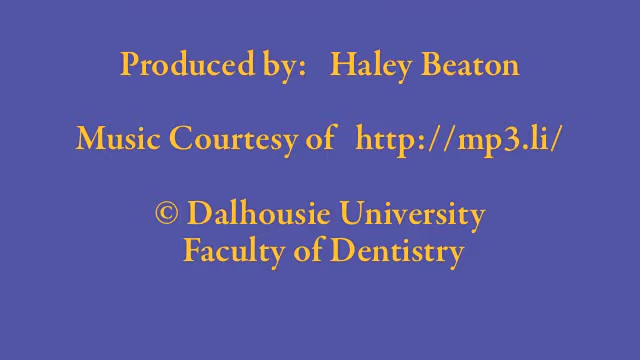 Produced by: Haley Beaton
Music Courtesy of http://mp3.li/
© Dalhousie University
Faculty of Dentistry